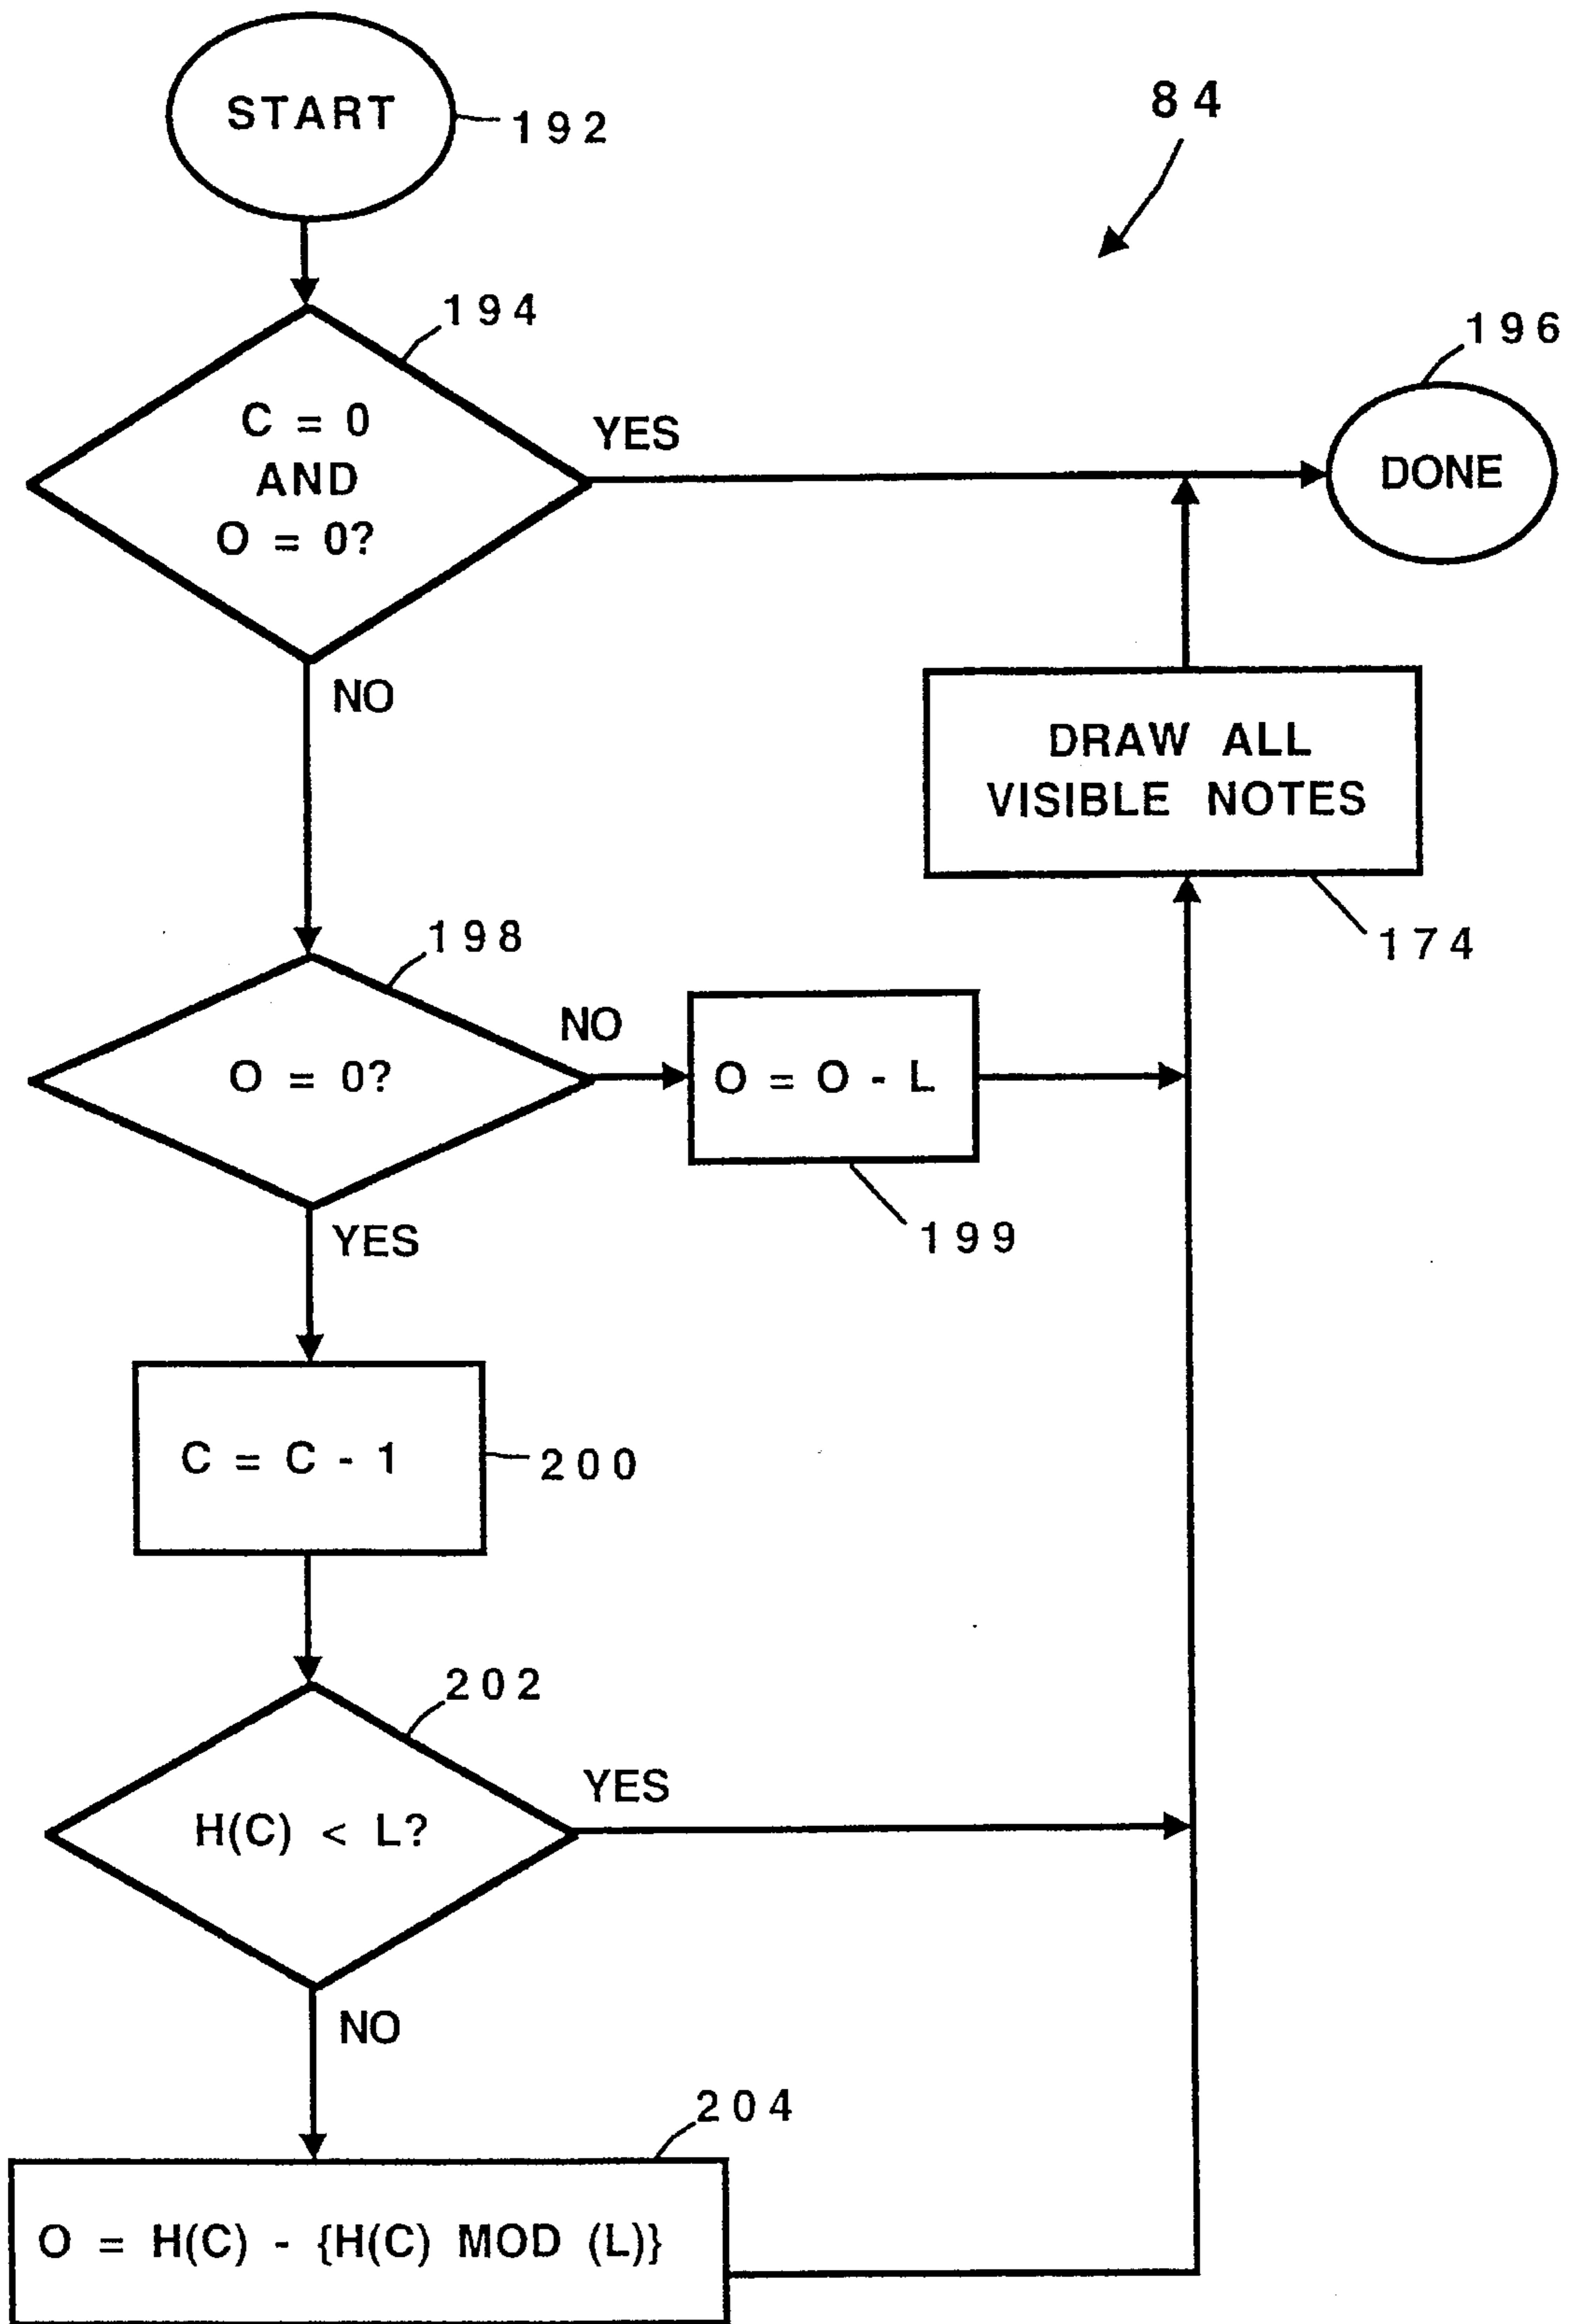 START
192
84
194
196
C = 0
AND
O = 0?
YES
DONE
NO
DRAW ALL
VISIBLE NOTES
174
198
NO
O = 0?
O = O - L
199
YES
C = C - 1
200
202
YES
H(C) < L?
NO
204
O = H(C) - {H(C) MOD (L)}